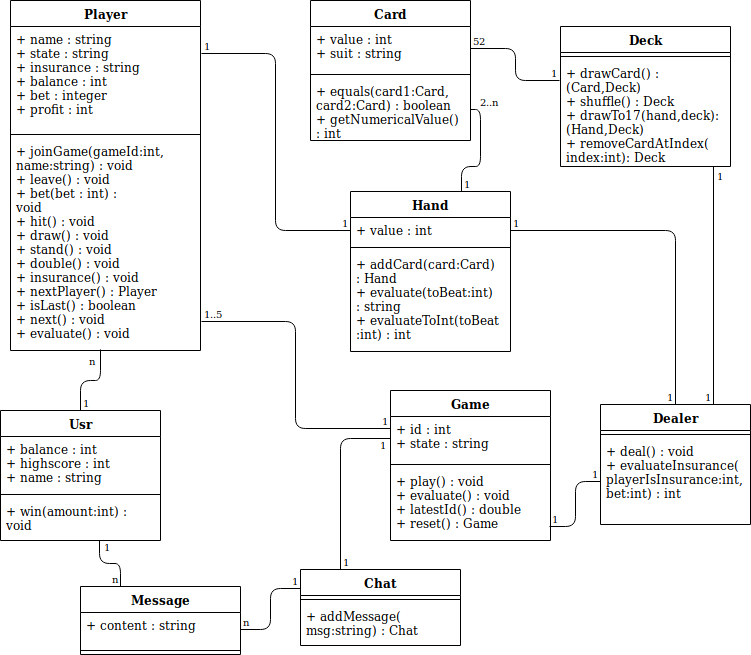 Player
+ name : string
+ state : string
+ insurance : string
+ balance : int
+ bet : integer
+ profit : int
+ joinGame(gameId:int,
name:string) : void
+ leave() : void
+ bet(bet : int) :
void
+ hit() : void
+ draw() : void
+ stand() : void
+ double() : void
+ insurance() : void
+ nextPlayer() : Player
+ isLast() : boolean
+ next() : void
+ evaluate() : void
1
1..5
n
Card
+ value : int
+ suit : string
+ equals(card1:Card,
card2:Card) : boolean
+ getNumericalValue()
: int
52
2..n
Deck
+ drawCard() :
(Card,Deck)
+ shuffle() : Deck
+ drawTo17(hand,deck):
(Hand,Deck)
+ removeCardAtIndex(
index:int): Deck
1
1
Hand
+ value : int
+ addCard(card:Card)
: Hand
+ evaluate(toBeat:int)
: string
+ evaluateToInt(toBeat
:int) : int
1
1
1
Usr
+ balance : int
+ highscore : int
+ name : string
+ win(amount:int) :
void
1
1
Game
+ id : int
+ state : string
+ play() : void
+ evaluate() : void
+ latestId() : double
+ reset() : Game
1
1
1
Dealer
+ deal() : void
+ evaluateInsurance(
playerIsInsurance:int,
bet:int) : int
1
1
1
Message
+ content : string
n
n
Chat
+ addMessage(
msg:string) : Chat
1
1